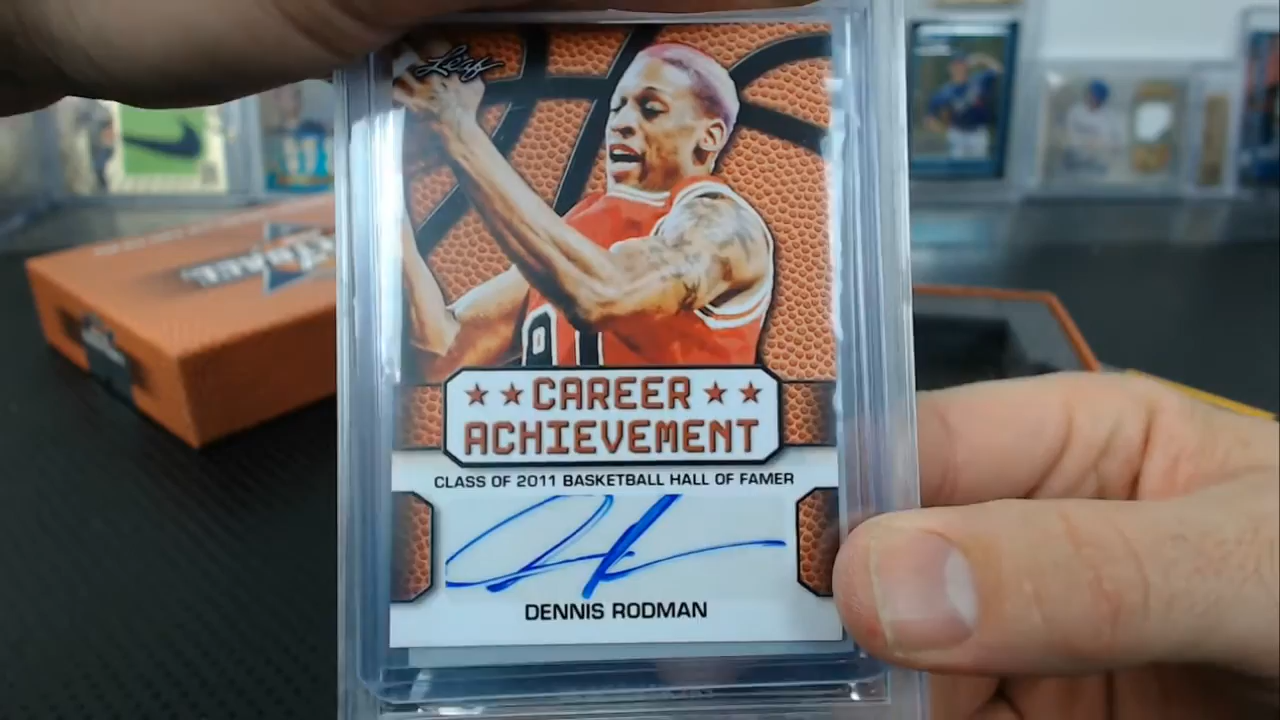 Leaf
CAREER
ACHIEVEMENT
CLASS OF 2011 BASKETBALL HALL OF FAMER
DENNIS RODMAN